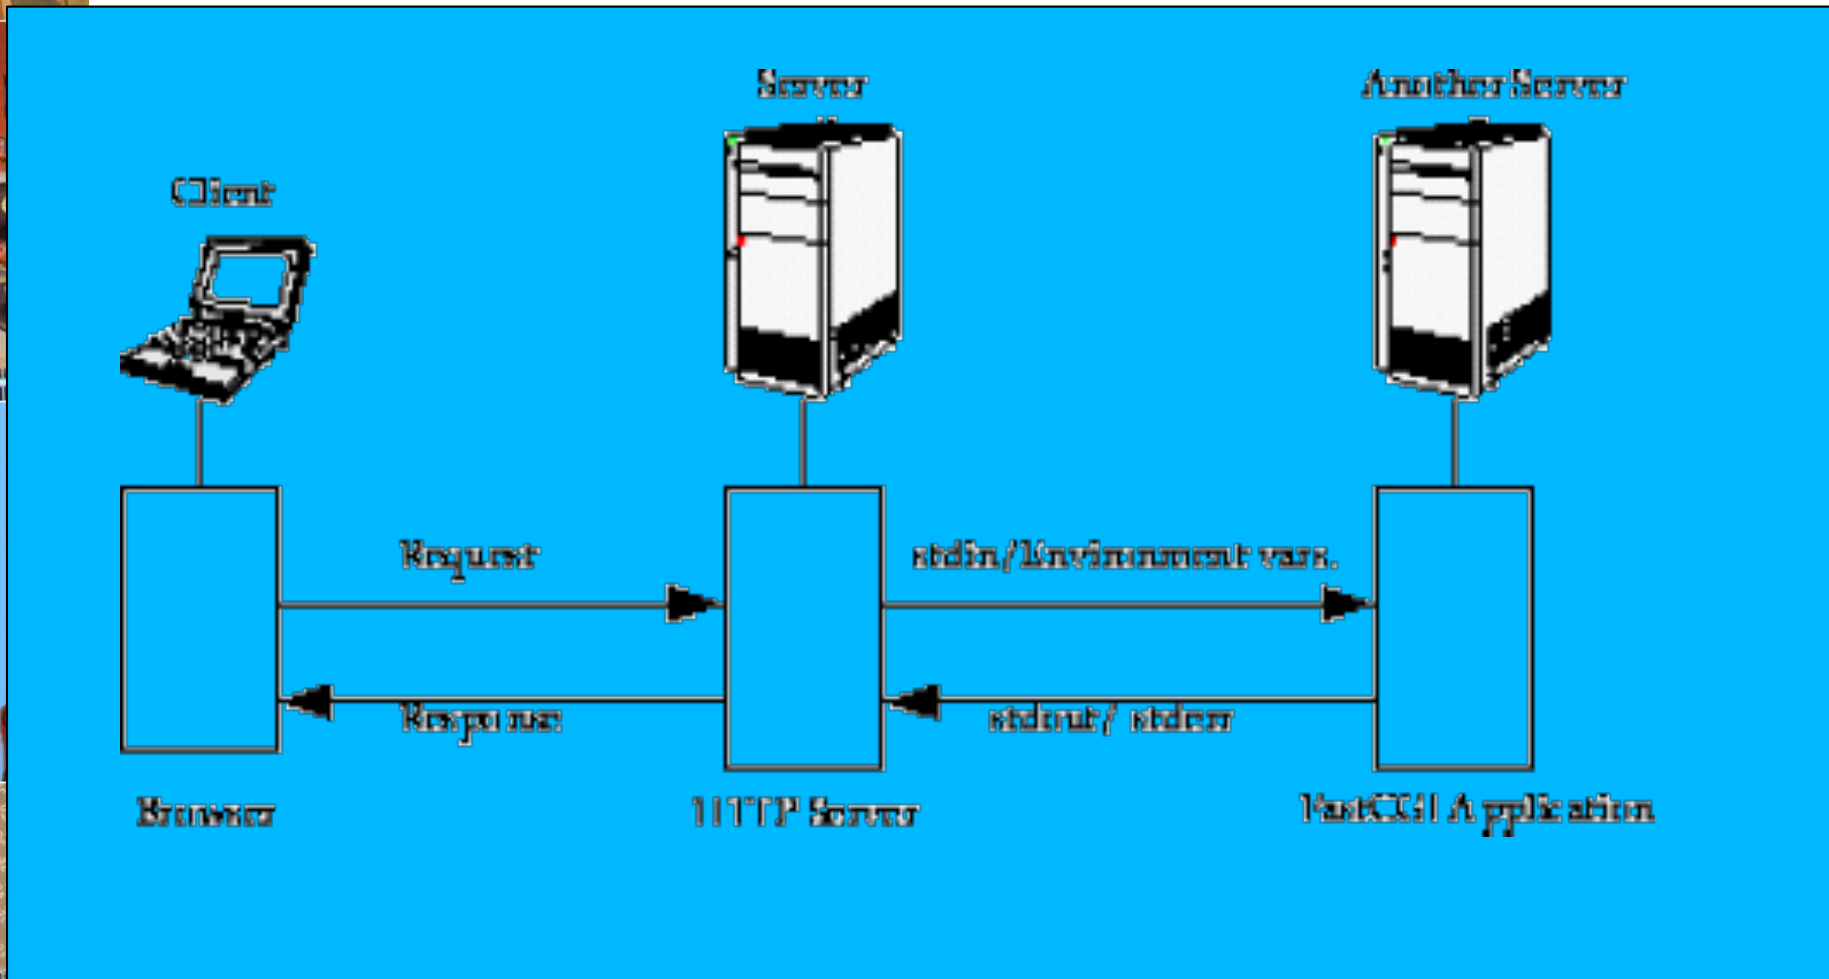 Server
Another Server
Client
Request
stdin/Environment vars.
Response
stdout/ stderr
Browser
HTTP Server
FastCGI Application